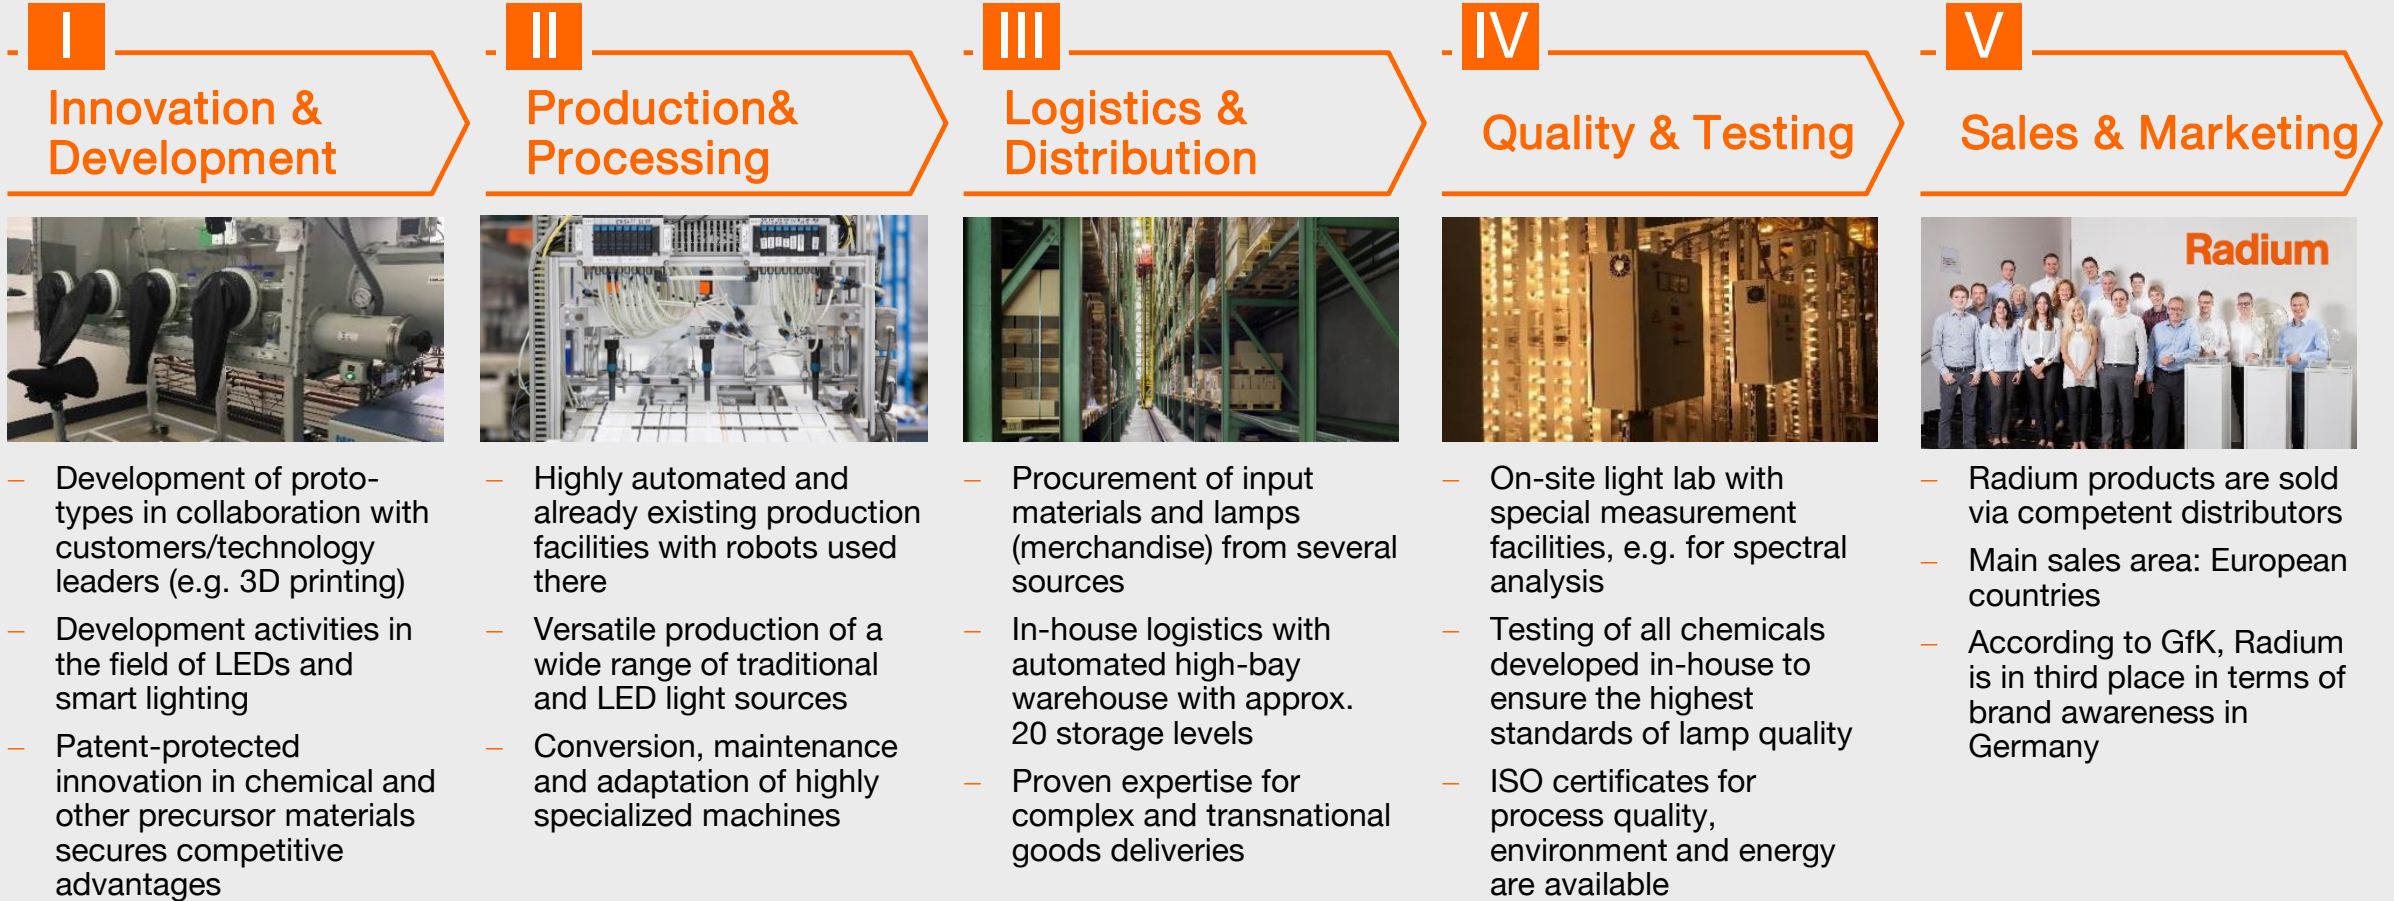 I
Innovation &
Development
– Development of proto-
types in collaboration with
customers/technology
leaders (e.g. 3D printing)
– Development activities in
the field of LEDs and
smart lighting
– Patent-protected
innovation in chemical and
other precursor materials
secures competitive
advantages
II
Production&
Processing
– Highly automated and
already existing production
facilities with robots used
there
– Versatile production of a
wide range of traditional
and LED light sources
– Conversion, maintenance
and adaptation of highly
specialized machines
III
Logistics &
Distribution
– Procurement of input
materials and lamps
(merchandise) from several
sources
– In-house logistics with
automated high-bay
warehouse with approx.
20 storage levels
– Proven expertise for
complex and transnational
goods deliveries
IV
Quality & Testing
– On-site light lab with
special measurement
facilities, e.g. for spectral
analysis
– Testing of all chemicals
developed in-house to
ensure the highest
standards of lamp quality
– ISO certificates for
process quality,
environment and energy
are available
V
Sales & Marketing
Radium
– Radium products are sold
via competent distributors
– Main sales area: European
countries
– According to GfK, Radium
is in third place in terms of
brand awareness in
Germany